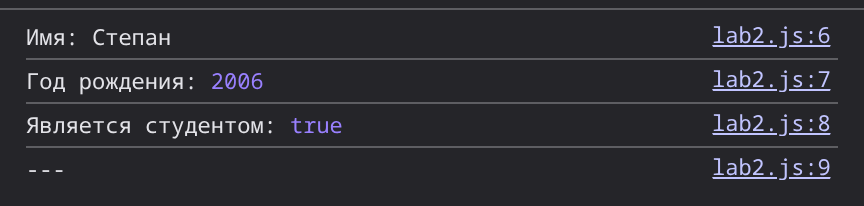 Имя: Степан lab2.js:6
Год рождения: 2006 lab2.js:7
Является студентом: true lab2.js:8
--- lab2.js:9